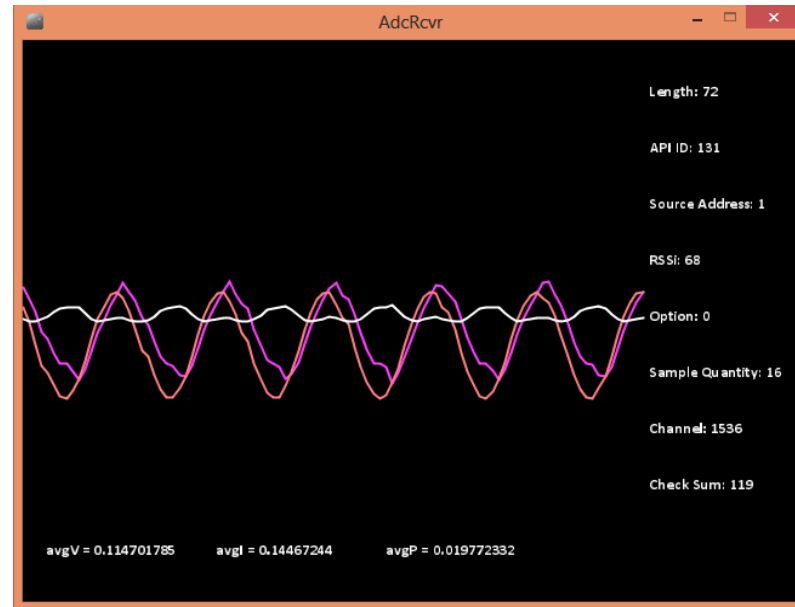 AdcRcvr
Length: 72
API ID: 131
Source Address: 1
RSSi: 68
Option: 0
Sample Quantity: 16
Channel: 1536
Check Sum: 119
avgV = 0.114701785 avgI = 0.14467244 avgP = 0.019772332